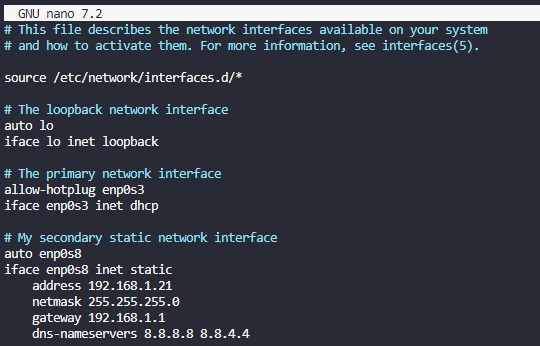 GNU nano 7.2
# This file describes the network interfaces available on your system
# and how to activate them. For more information, see interfaces(5).
source /etc/network/interfaces.d/*
# The loopback network interface
auto lo
iface lo inet loopback
# The primary network interface
allow-hotplug enp0s3
iface enp0s3 inet dhcp
# My secondary static network interface
auto enp0s8
iface enp0s8 inet static
address 192.168.1.21
netmask 255.255.255.0
gateway 192.168.1.1
dns-nameservers 8.8.8.8 8.8.4.4